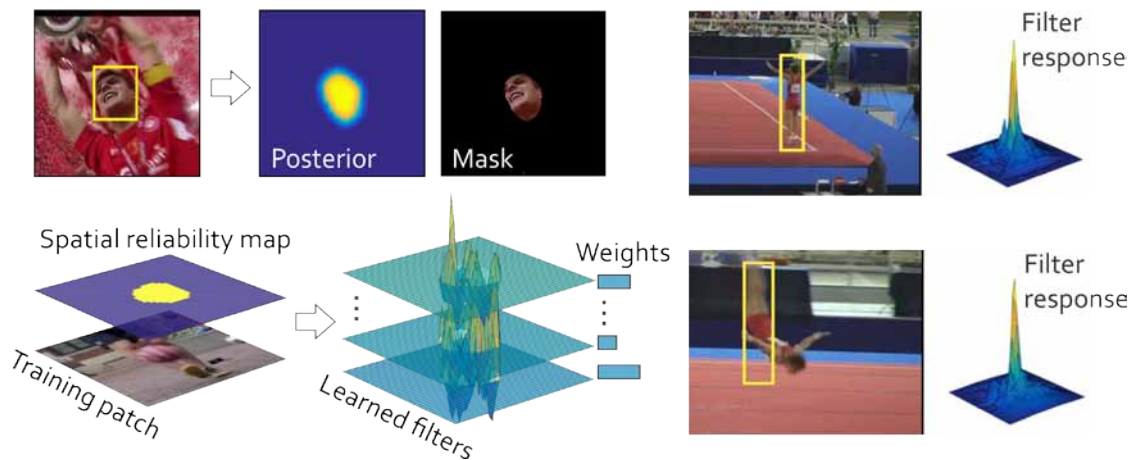 Posterior
Mask
Filter
response
Spatial reliability map
Training patch
Learned filters
Weights
Filter
response